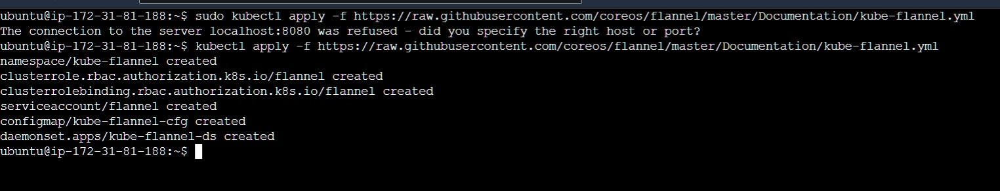 ubuntu@ip-172-31-81-188:~$ sudo kubectl apply -f https://raw.githubusercontent.com/coreos/flannel/master/Documentation/kube-flannel.yml
The connection to the server localhost:8080 was refused - did you specify the right host or port?
ubuntu@ip-172-31-81-188:~$ kubectl apply -f https://raw.githubusercontent.com/coreos/flannel/master/Documentation/kube-flannel.yml
namespace/kube-flannel created
clusterrole.rbac.authorization.k8s.io/flannel created
clusterrolebinding.rbac.authorization.k8s.io/flannel created
serviceaccount/flannel created
configmap/kube-flannel-cfg created
daemonset.apps/kube-flannel-ds created
ubuntu@ip-172-31-81-188:~$